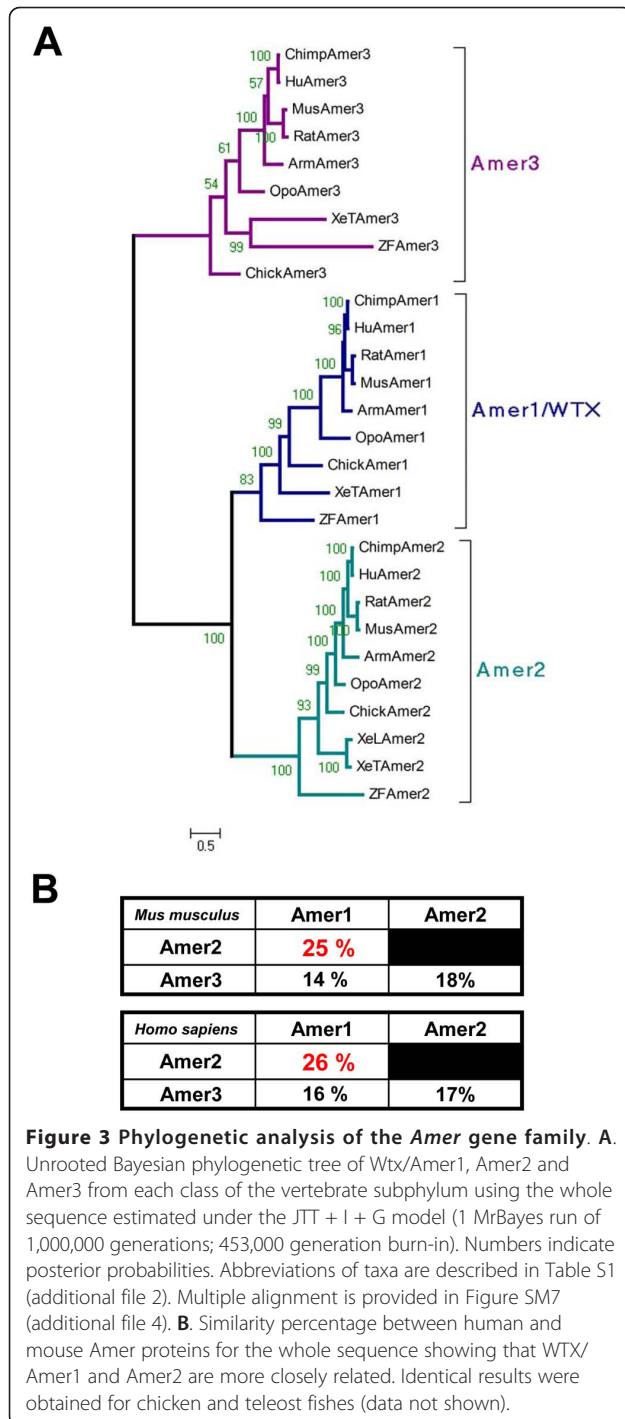 A
100
ChimpAmer3
57
HuAmer3
MusAmer3
100
100
RatAmer3
61
ArmAmer3
Amer3
54
OpoAmer3
XeTAmer3
99
ZFAmer3
ChickAmer3
100
ChimpAmer1
96
HuAmer1
RatAmer1
100
MusAmer1
100
ArmAmer1
Amer1/WTX
99
OpoAmer1
100
ChickAmer1
83
XeTAmer1
ZFAmer1
100
ChimpAmer2
100
HuAmer2
RatAmer2
100
100
MusAmer2
100
100
ArmAmer2
Amer2
99
OpoAmer2
93
ChickAmer2
XeLAmer2
100
100
XeTAmer2
ZFAmer2
0.5
B
Mus musculus Amer1 Amer2
Amer2 25 %
Amer3 14 % 18%
Homo sapiens Amer1 Amer2
Amer2 26 %
Amer3 16 % 17%
Figure 3 Phylogenetic analysis of the Amer gene family. A.
Unrooted Bayesian phylogenetic tree of Wtx/Amer1, Amer2 and
Amer3 from each class of the vertebrate subphylum using the whole
sequence estimated under the JTT + I + G model (1 MrBayes run of
1,000,000 generations; 453,000 generation burn-in). Numbers indicate
posterior probabilities. Abbreviations of taxa are described in Table S1
(additional file 2). Multiple alignment is provided in Figure SM7
(additional file 4). B. Similarity percentage between human and
mouse Amer proteins for the whole sequence showing that WTX/
Amer1 and Amer2 are more closely related. Identical results were
obtained for chicken and teleost fishes (data not shown).